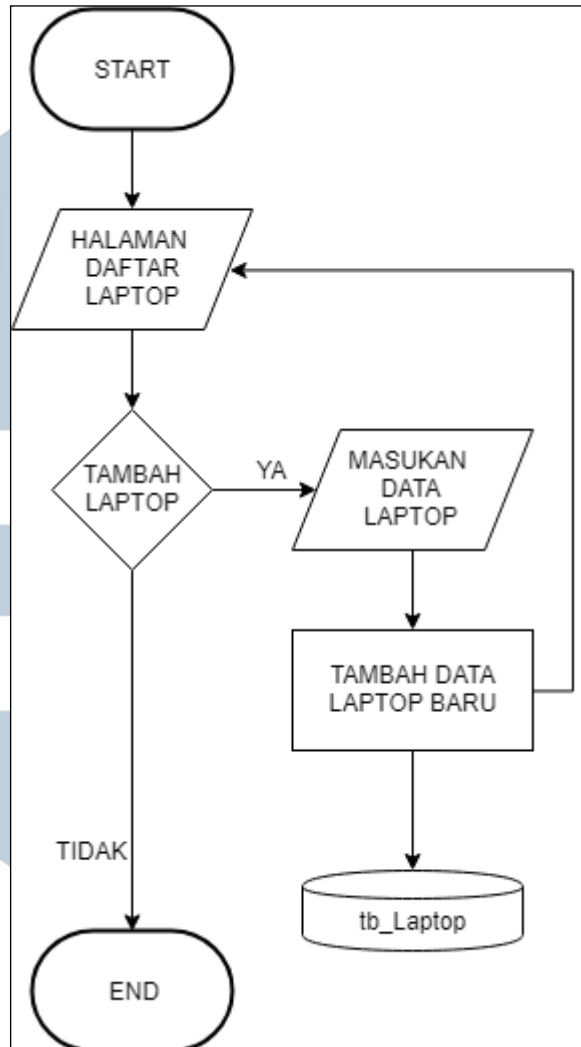 START
HALAMAN
DAFTAR
LAPTOP
TAMBAH
LAPTOP
YA
MASUKAN
DATA
LAPTOP
TAMBAH DATA
LAPTOP BARU
TIDAK
tb_Laptop
END